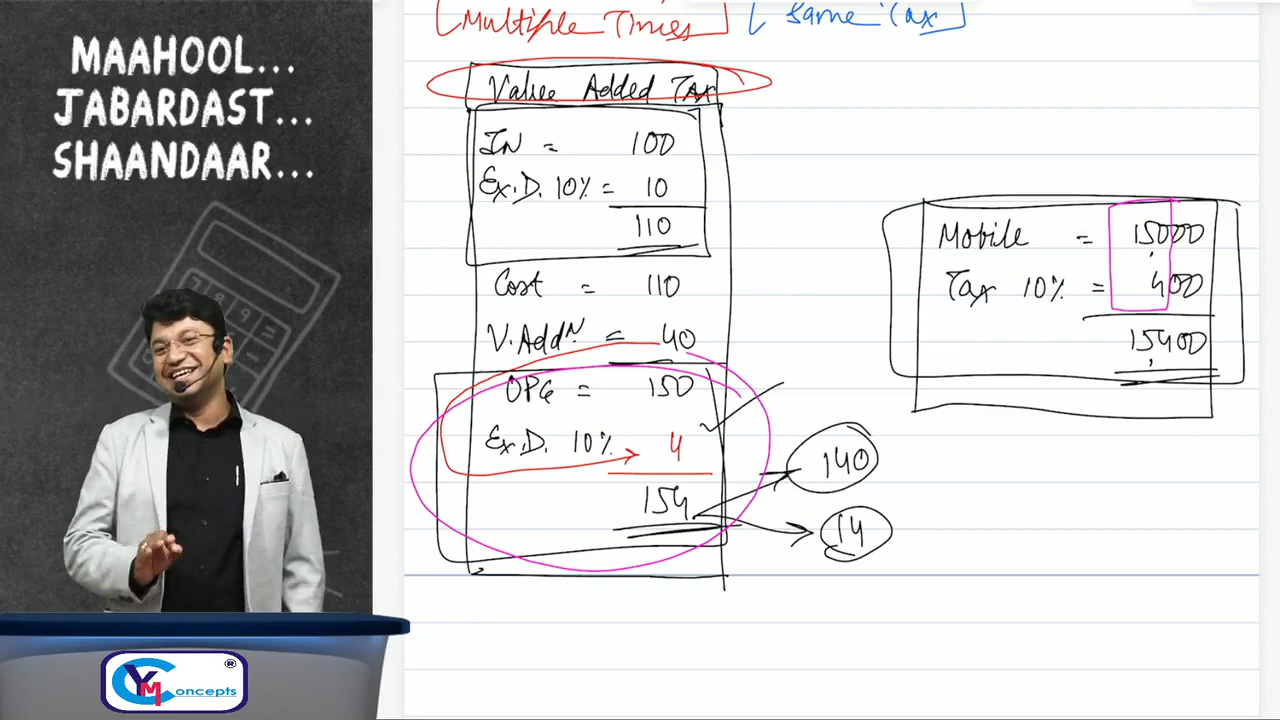 MAAHOOL...
JABARDAST...
SHAANDAAR...
[Multiple Times] [Same Tax]
Value Added Tax
IN = 100
Ex.D. 10% = 10
110
Cost = 110
V.Addᴺ = 40
OPG = 150
Ex.D. 10% 4
154
140
14
Mobile = 15000
Tax 10% = 400
15400
CYM Concepts ®